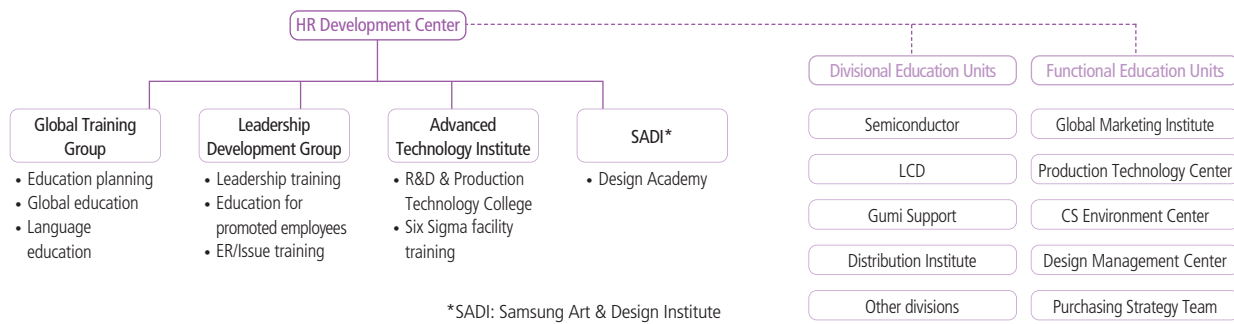 HR Development Center
Global Training
Group
• Education planning
• Global education
• Language
education
Leadership
Development Group
• Leadership training
• Education for
promoted employees
• ER/Issue training
Advanced
Technology Institute
• R&D & Production
Technology College
• Six Sigma facility
training
SADI*
• Design Academy
*SADI: Samsung Art & Design Institute
Divisional Education Units
Semiconductor
LCD
Gumi Support
Distribution Institute
Other divisions
Functional Education Units
Global Marketing Institute
Production Technology Center
CS Environment Center
Design Management Center
Purchasing Strategy Team